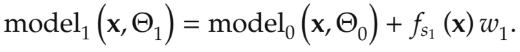 model₁ (𝐱, Θ₁) = model₀ (𝐱, Θ₀) + f_{s₁} (𝐱) w₁.